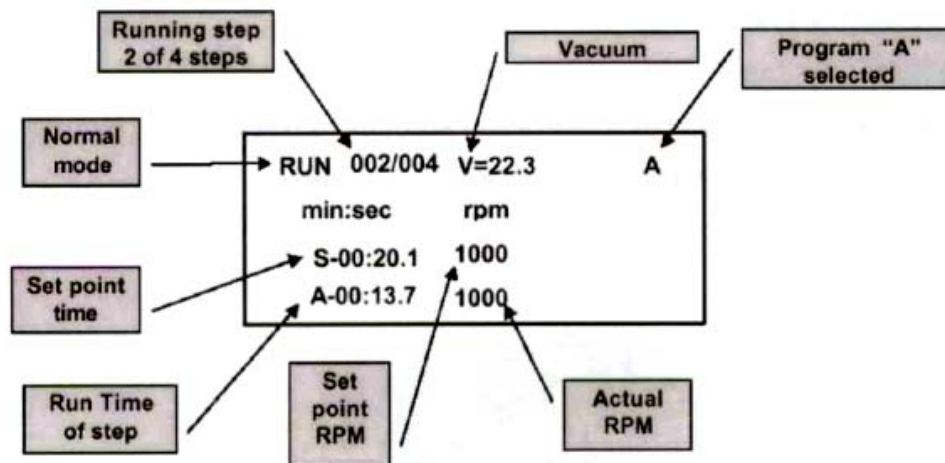 Running step
2 of 4 steps
Vacuum
Program “A”
selected
Normal
mode
RUN 002/004 V=22.3 A
min:sec rpm
S-00:20.1 1000
A-00:13.7 1000
Set point
time
Run Time
of step
Set
point
RPM
Actual
RPM